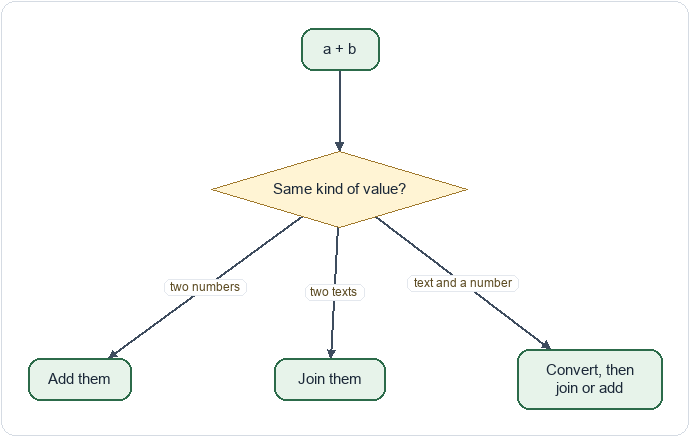 a + b
Same kind of value?
two numbers
two texts
text and a number
Add them
Join them
Convert, then
join or add